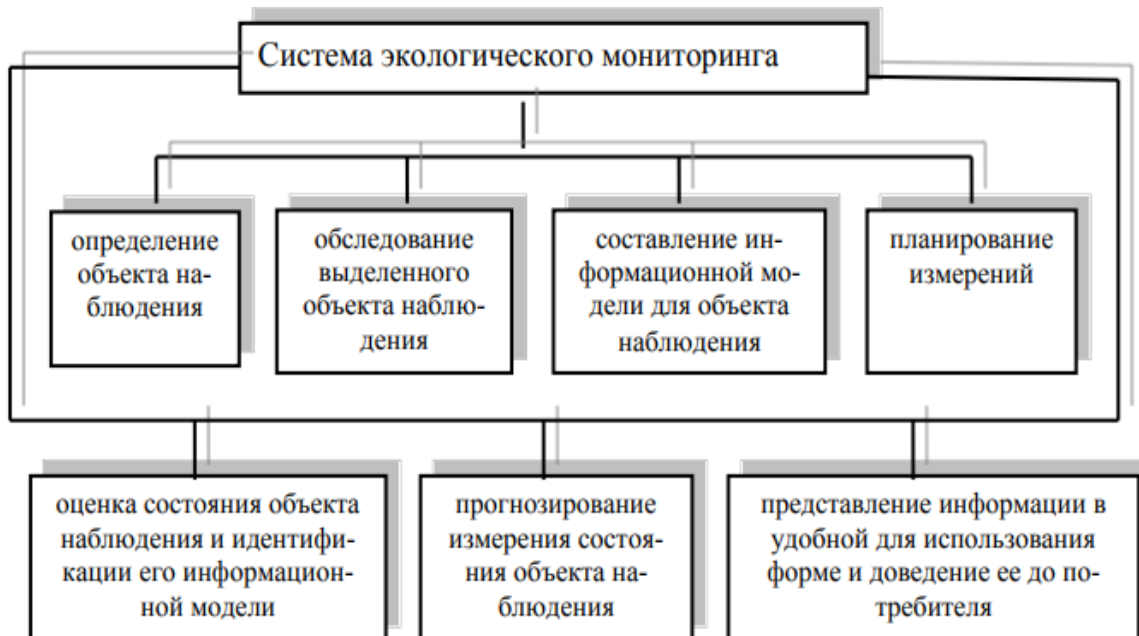 Система экологического мониторинга
определение
объекта на-
блюдения
обследование
выделенного
объекта наблю-
дения
составление ин-
формационной мо-
дели для объекта
наблюдения
планирование
измерений
оценка состояния объекта
наблюдения и идентифи-
кации его информацион-
ной модели
прогнозирование
измерения состоя-
ния объекта на-
блюдения
представление информации в
удобной для использования
форме и доведение ее до по-
требителя